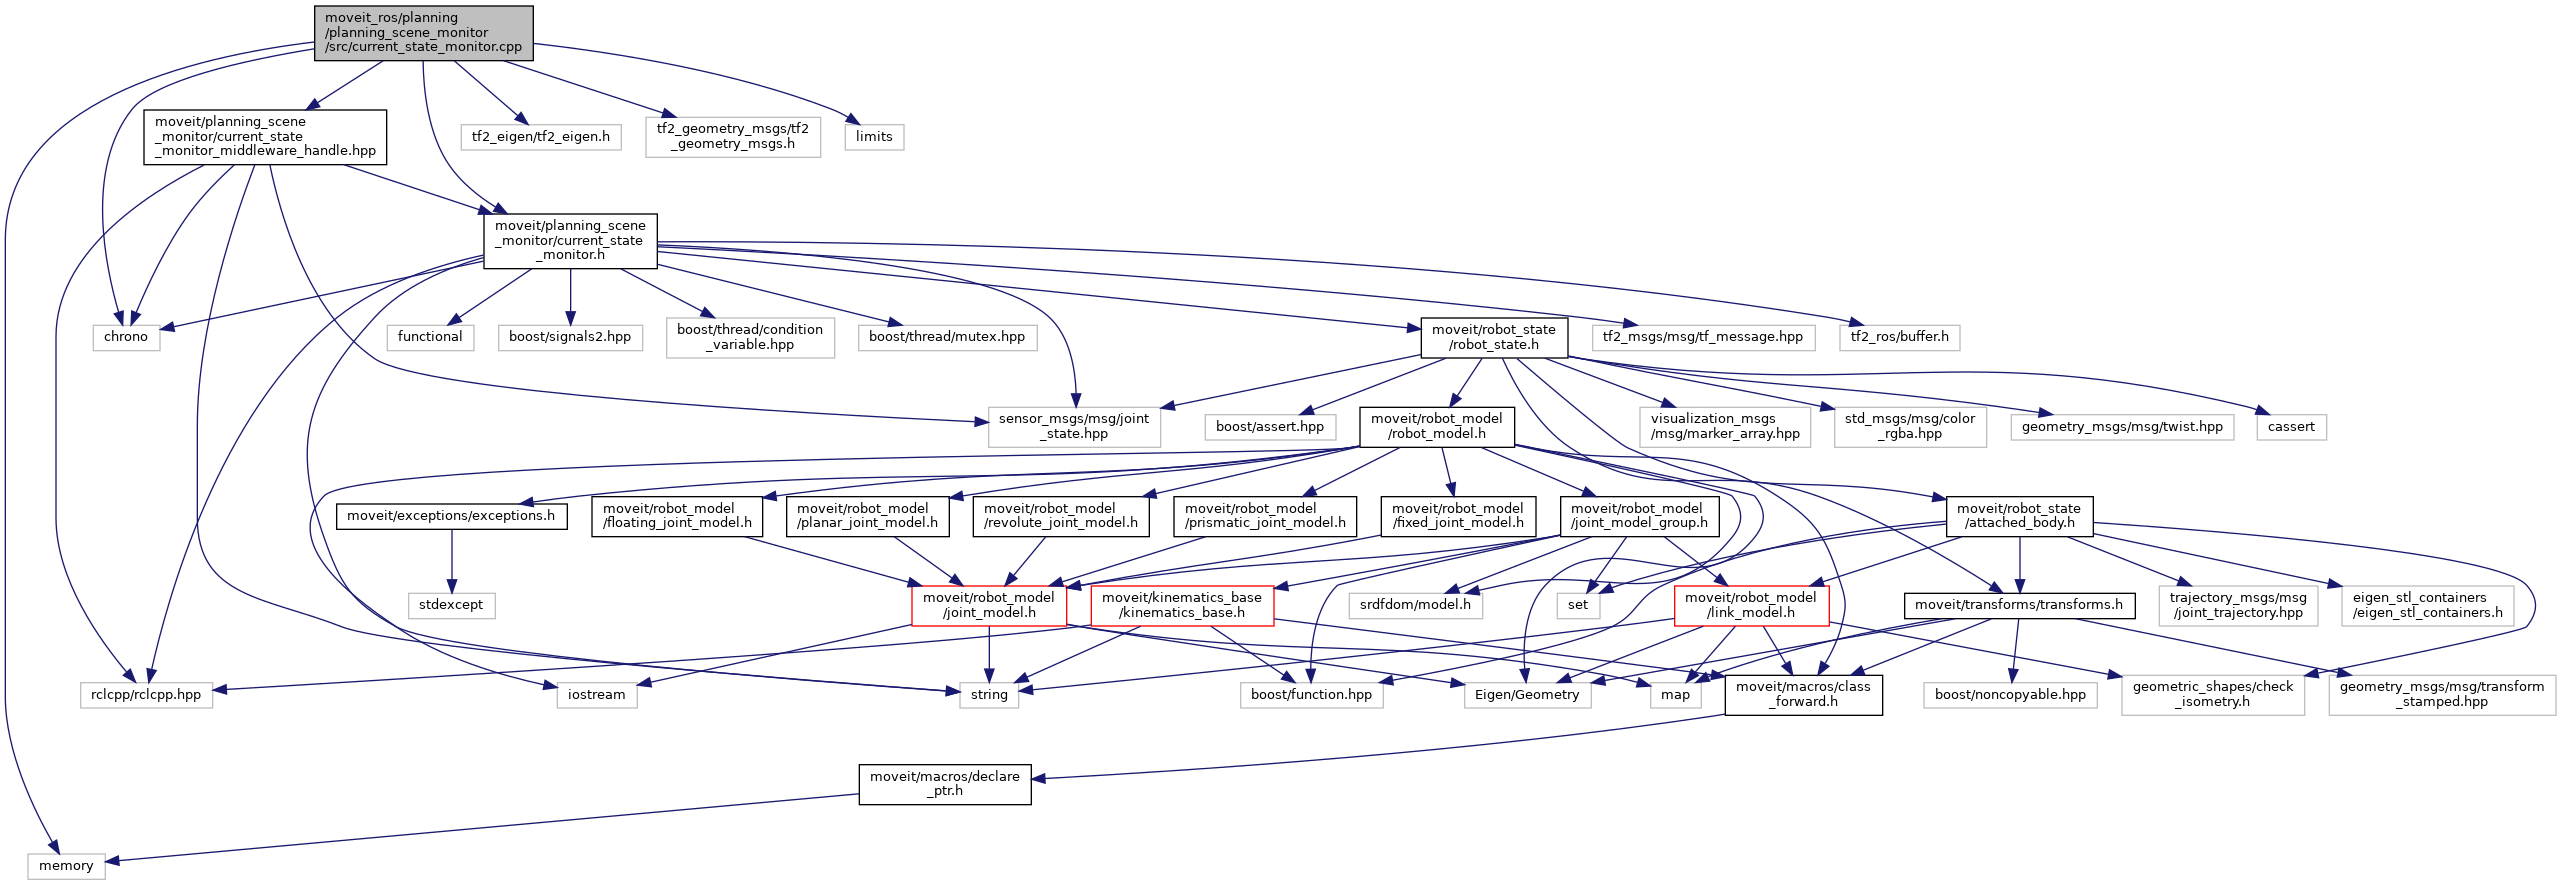 moveit_ros/planning
/planning_scene_monitor
/src/current_state_monitor.cpp
moveit/planning_scene
_monitor/current_state
_monitor_middleware_handle.hpp
tf2_eigen/tf2_eigen.h
tf2_geometry_msgs/tf2
_geometry_msgs.h
limits
moveit/planning_scene
_monitor/current_state
_monitor.h
chrono
functional
boost/signals2.hpp
boost/thread/condition
_variable.hpp
boost/thread/mutex.hpp
moveit/robot_state
/robot_state.h
tf2_msgs/msg/tf_message.hpp
tf2_ros/buffer.h
sensor_msgs/msg/joint
_state.hpp
boost/assert.hpp
moveit/robot_model
/robot_model.h
visualization_msgs
/msg/marker_array.hpp
std_msgs/msg/color
_rgba.hpp
geometry_msgs/msg/twist.hpp
cassert
moveit/exceptions/exceptions.h
moveit/robot_model
/floating_joint_model.h
moveit/robot_model
/planar_joint_model.h
moveit/robot_model
/revolute_joint_model.h
moveit/robot_model
/prismatic_joint_model.h
moveit/robot_model
/fixed_joint_model.h
moveit/robot_model
/joint_model_group.h
moveit/robot_state
/attached_body.h
stdexcept
moveit/robot_model
/joint_model.h
moveit/kinematics_base
/kinematics_base.h
srdfdom/model.h
set
moveit/robot_model
/link_model.h
moveit/transforms/transforms.h
trajectory_msgs/msg
/joint_trajectory.hpp
eigen_stl_containers
/eigen_stl_containers.h
rclcpp/rclcpp.hpp
iostream
string
boost/function.hpp
Eigen/Geometry
map
moveit/macros/class
_forward.h
boost/noncopyable.hpp
geometric_shapes/check
_isometry.h
geometry_msgs/msg/transform
_stamped.hpp
moveit/macros/declare
_ptr.h
memory